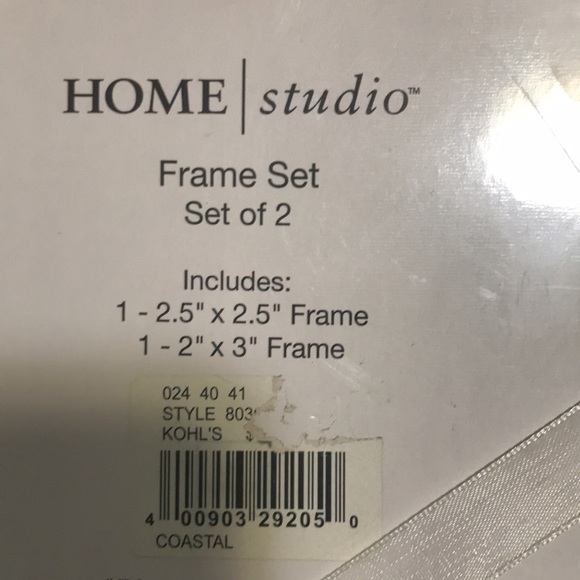 HOME | studio™
Frame Set
Set of 2
Includes:
1 - 2.5" x 2.5" Frame
1 - 2" x 3" Frame
024 40 41
STYLE 803
KOHL'S
4 00903 29205 0
COASTAL